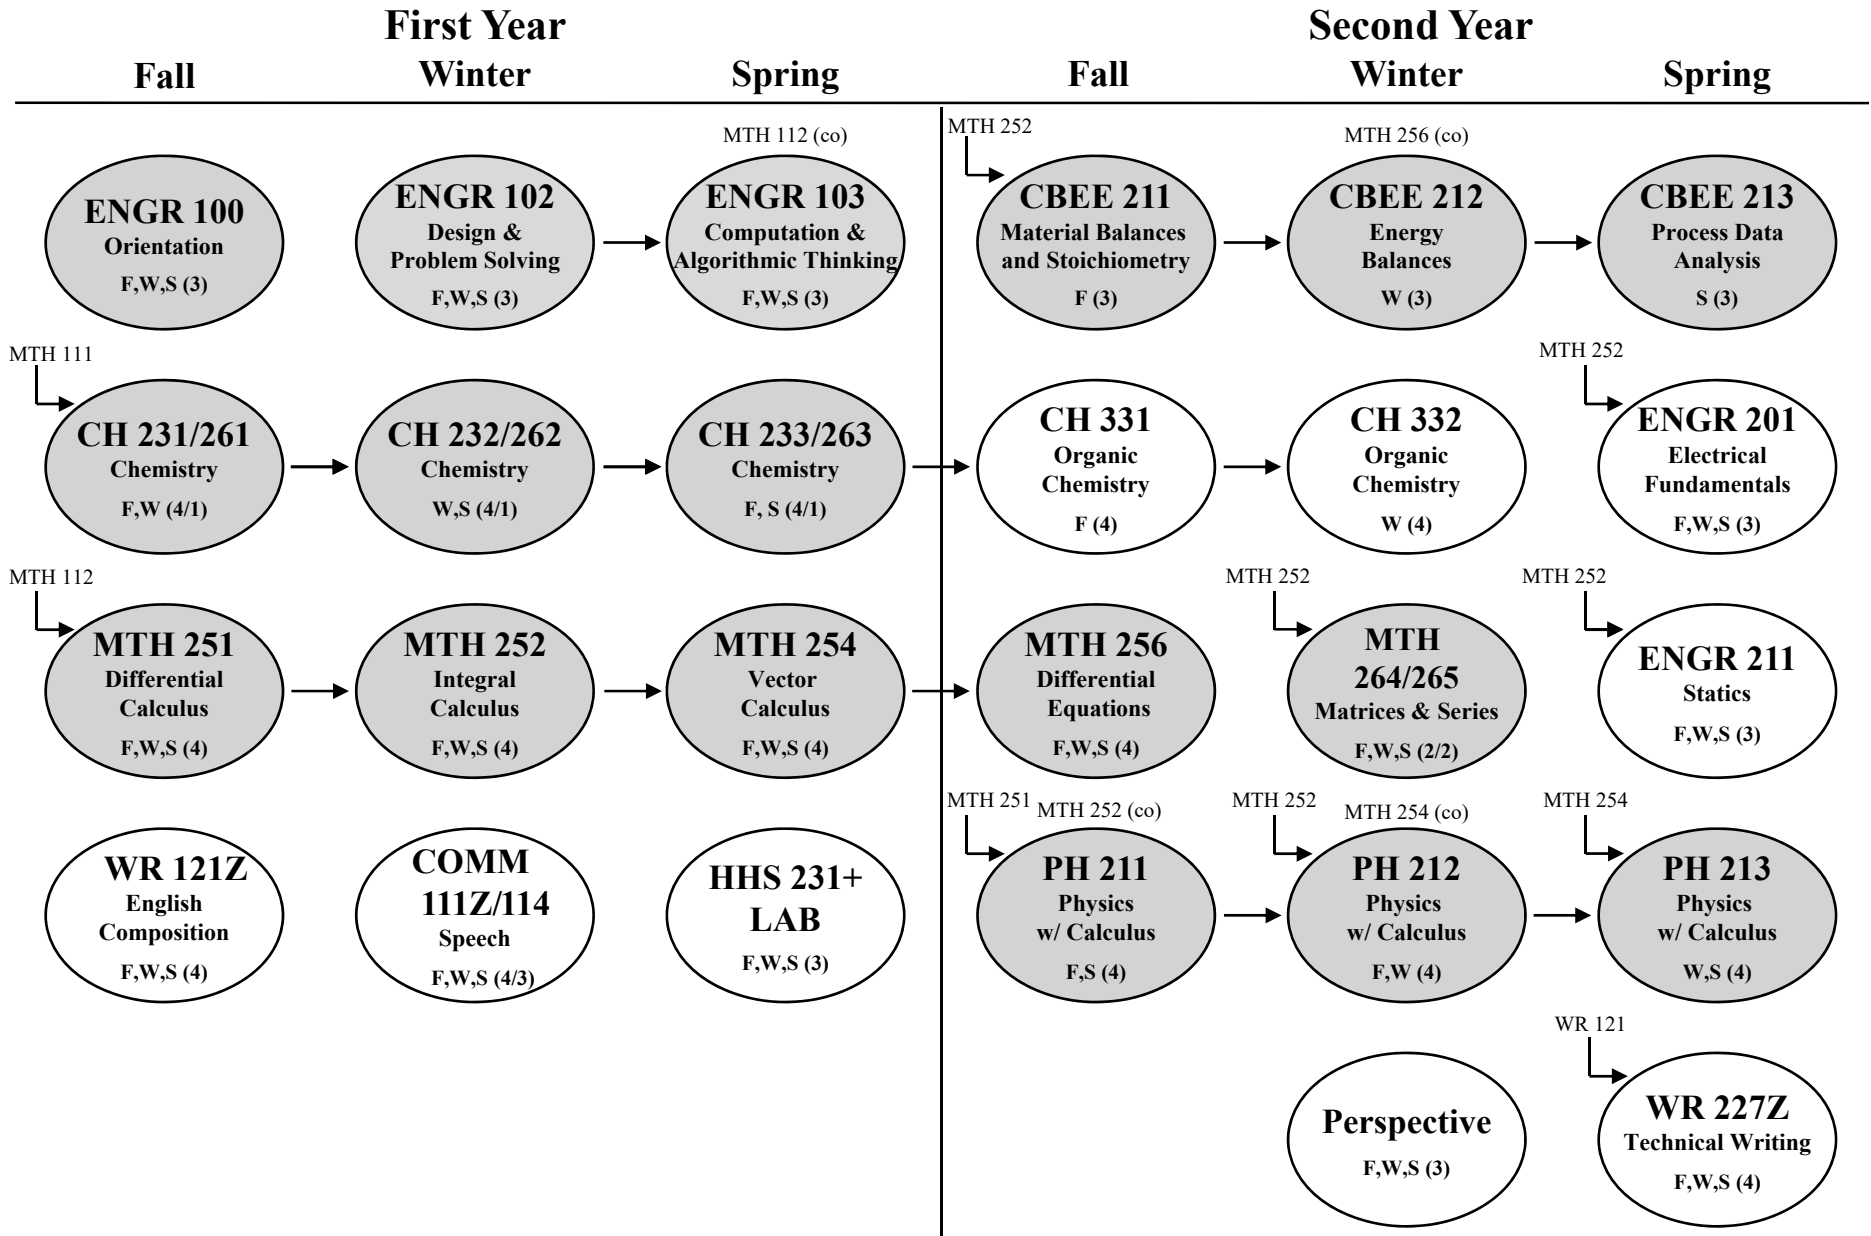 First Year
Second Year
Fall
Winter
Spring
Fall
Winter
Spring
MTH 112 (co)
MTH 252
MTH 256 (co)
ENGR 100
Orientation
F,W,S (3)
ENGR 102
Design &
Problem Solving
F,W,S (3)
ENGR 103
Computation &
Algorithmic Thinking
F,W,S (3)
CBEE 211
Material Balances
and Stoichiometry
F (3)
CBEE 212
Energy
Balances
W (3)
CBEE 213
Process Data
Analysis
S (3)
MTH 111
MTH 252
CH 231/261
Chemistry
F,W (4/1)
CH 232/262
Chemistry
W,S (4/1)
CH 233/263
Chemistry
F, S (4/1)
CH 331
Organic
Chemistry
F (4)
CH 332
Organic
Chemistry
W (4)
ENGR 201
Electrical
Fundamentals
F,W,S (3)
MTH 112
MTH 252
MTH 252
MTH 251
Differential
Calculus
F,W,S (4)
MTH 252
Integral
Calculus
F,W,S (4)
MTH 254
Vector
Calculus
F,W,S (4)
MTH 256
Differential
Equations
F,W,S (4)
MTH
264/265
Matrices & Series
F,W,S (2/2)
ENGR 211
Statics
F,W,S (3)
MTH 251
MTH 252 (co)
MTH 252
MTH 254 (co)
MTH 254
WR 121Z
English
Composition
F,W,S (4)
COMM
111Z/114
Speech
F,W,S (4/3)
HHS 231+
LAB
F,W,S (3)
PH 211
Physics
w/ Calculus
F,S (4)
PH 212
Physics
w/ Calculus
F,W (4)
PH 213
Physics
w/ Calculus
W,S (4)
WR 121
Perspective
F,W,S (3)
WR 227Z
Technical Writing
F,W,S (4)